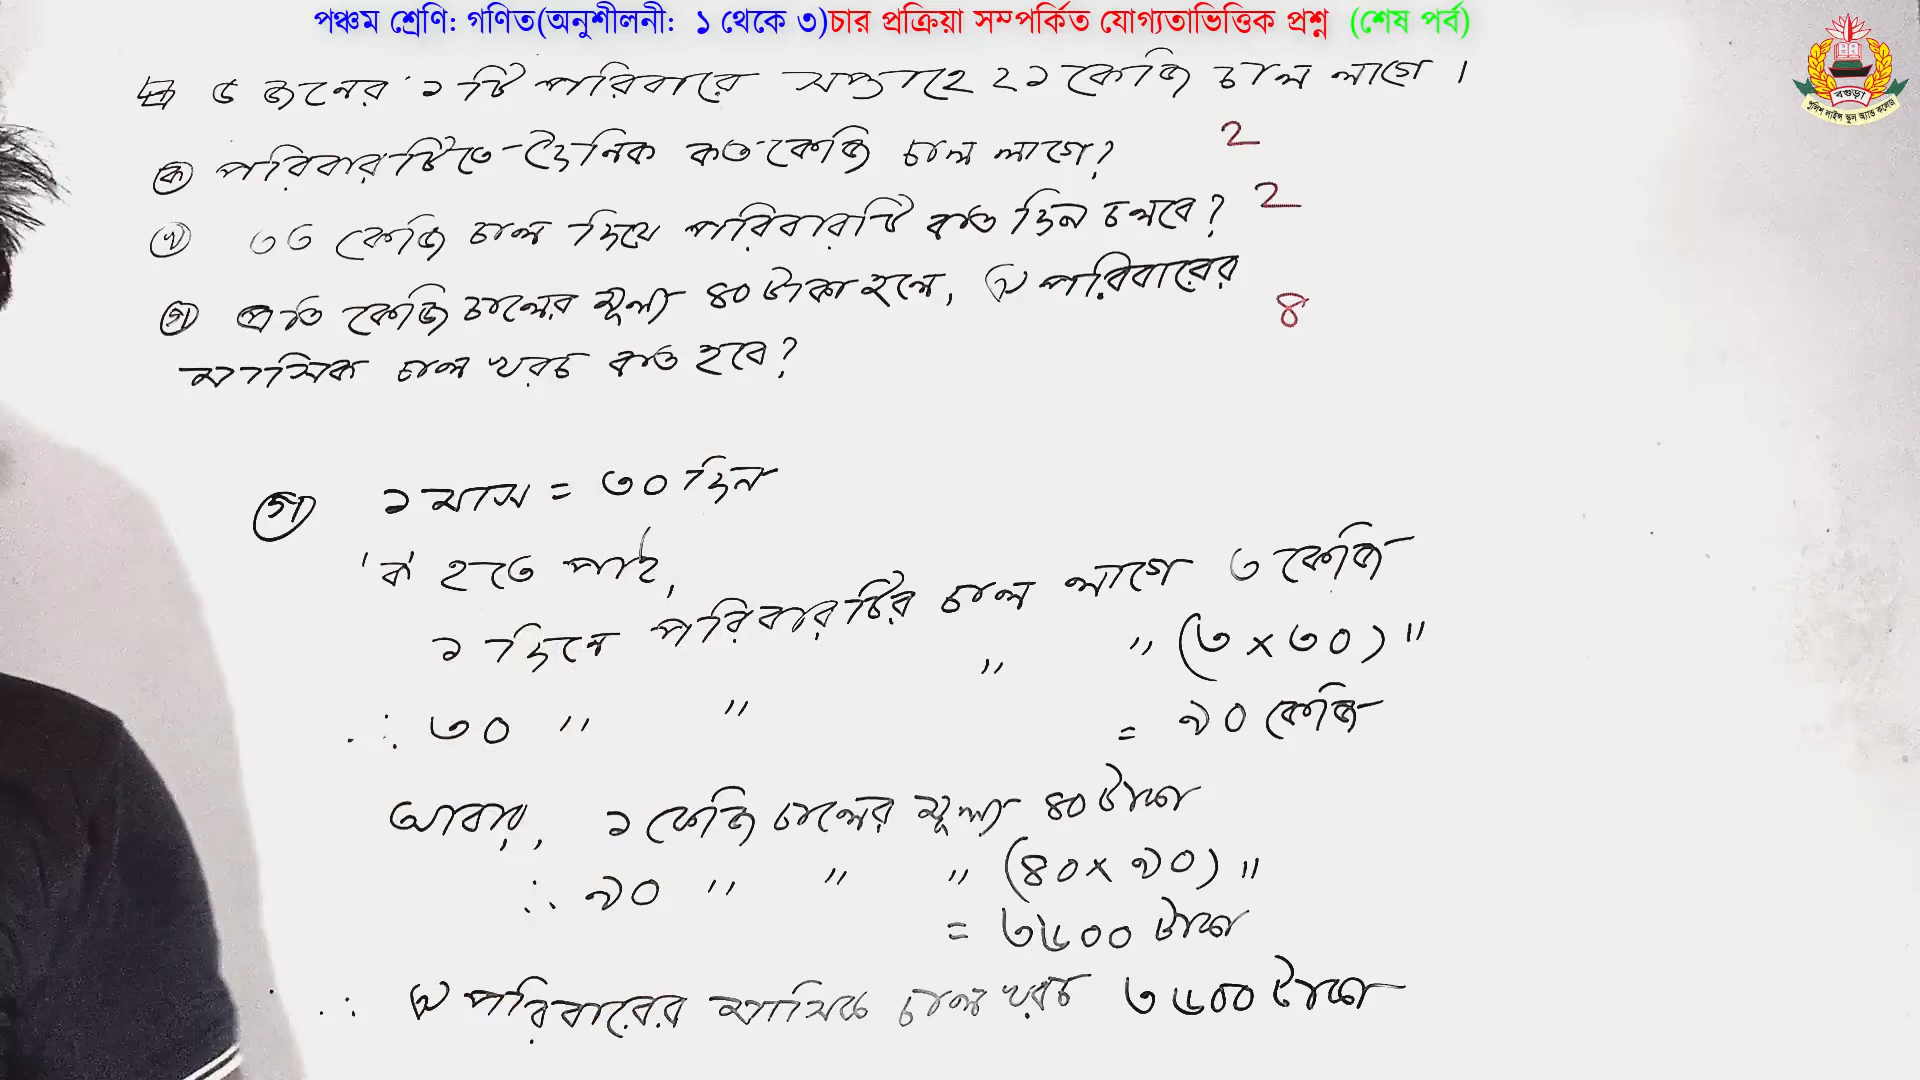 পঞ্চম শ্রেণি: গণিত(অনুশীলনী: ১ থেকে ৩)চার প্রক্রিয়া সম্পর্কিত যোগ্যতাভিত্তিক প্রশ্ন (শেষ পর্ব)
৫ জনের ১টি পরিবারে সপ্তাহে ২১ কেজি চাল লাগে।
ক পরিবারটিতে দৈনিক কত কেজি চাল লাগে? 2
খ ৩৩ কেজি চাল দিয়ে পরিবারটি কত দিন চলবে? 2
গ প্রতি কেজি চালের মূল্য ৪০ টাকা হলে, ঐ পরিবারের ৪
মাসিক চাল খরচ কত হবে?
গ ১ মাস = ৩০ দিন
'ক' হতে পাই,
১ দিনে পরিবারটির চাল লাগে ৩ কেজি
∴ ৩০ " " " " (৩ × ৩০) "
= ৯০ কেজি
আবার, ১ কেজি চালের মূল্য ৪০ টাকা
∴ ৯০ " " " (৪০ × ৯০) "
= ৩৬০০ টাকা
∴ ঐ পরিবারের মাসিক চাল খরচ ৩৬০০ টাকা
বগুড়া
পুলিশ লাইন্স স্কুল অ্যান্ড কলেজ